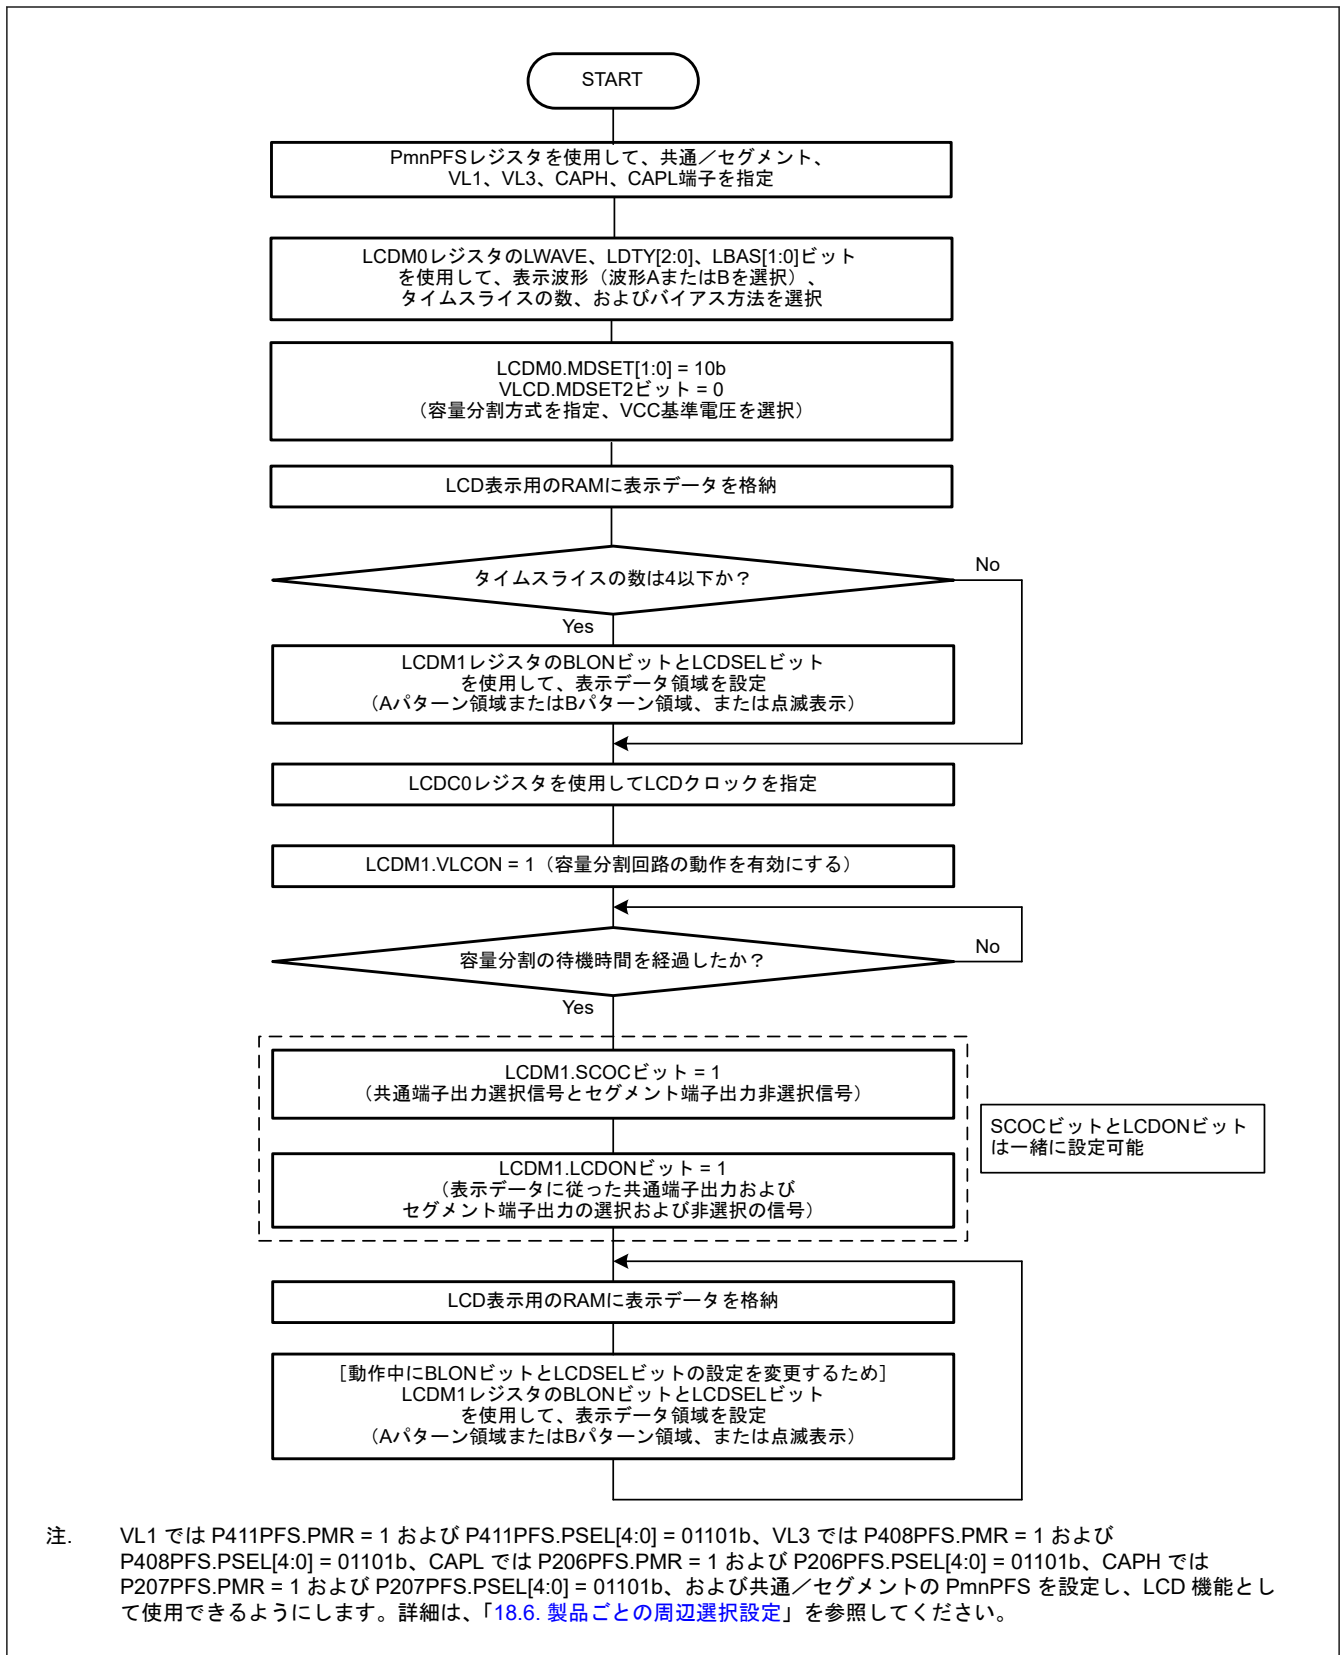 START
PmnPFSレジスタを使用して、共通／セグメント、
VL1、VL3、CAPH、CAPL端子を指定
LCDM0レジスタのLWAVE、LDTY[2:0]、LBAS[1:0]ビット
を使用して、表示波形（波形AまたはBを選択）、
タイムスライスの数、およびバイアス方法を選択
LCDM0.MDSET[1:0] = 10b
VLCD.MDSET2ビット = 0
（容量分割方式を指定、VCC基準電圧を選択）
LCD表示用のRAMに表示データを格納
タイムスライスの数は4以下か？
No
Yes
LCDM1レジスタのBLONビットとLCDSELビット
を使用して、表示データ領域を設定
（Aパターン領域またはBパターン領域、または点滅表示）
LCDC0レジスタを使用してLCDクロックを指定
LCDM1.VLCON = 1（容量分割回路の動作を有効にする）
容量分割の待機時間を経過したか？
No
Yes
LCDM1.SCOCビット = 1
（共通端子出力選択信号とセグメント端子出力非選択信号）
SCOCビットとLCDONビット
は一緒に設定可能
LCDM1.LCDONビット = 1
（表示データに従った共通端子出力および
セグメント端子出力の選択および非選択の信号）
LCD表示用のRAMに表示データを格納
［動作中にBLONビットとLCDSELビットの設定を変更するため］
LCDM1レジスタのBLONビットとLCDSELビット
を使用して、表示データ領域を設定
（Aパターン領域またはBパターン領域、または点滅表示）
注. VL1 では P411PFS.PMR = 1 および P411PFS.PSEL[4:0] = 01101b、VL3 では P408PFS.PMR = 1 および
P408PFS.PSEL[4:0] = 01101b、CAPL では P206PFS.PMR = 1 および P206PFS.PSEL[4:0] = 01101b、CAPH では
P207PFS.PMR = 1 および P207PFS.PSEL[4:0] = 01101b、および共通／セグメントの PmnPFS を設定し、LCD 機能とし
て使用できるようにします。詳細は、「18.6. 製品ごとの周辺選択設定」を参照してください。